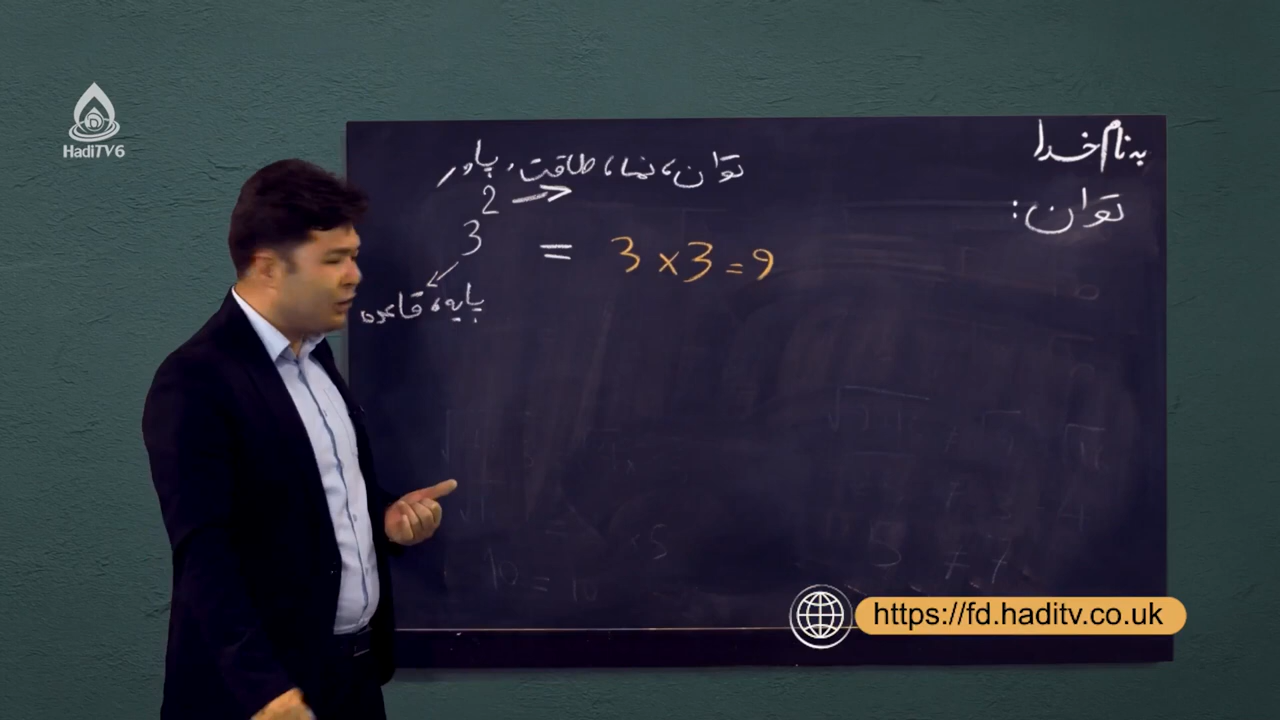 به نام خدا
توان:
توان، نما، طاقت، پاور
2
3
= 3 × 3 = 9
پایه، قاعده
HadiTV6
https://fd.haditv.co.uk